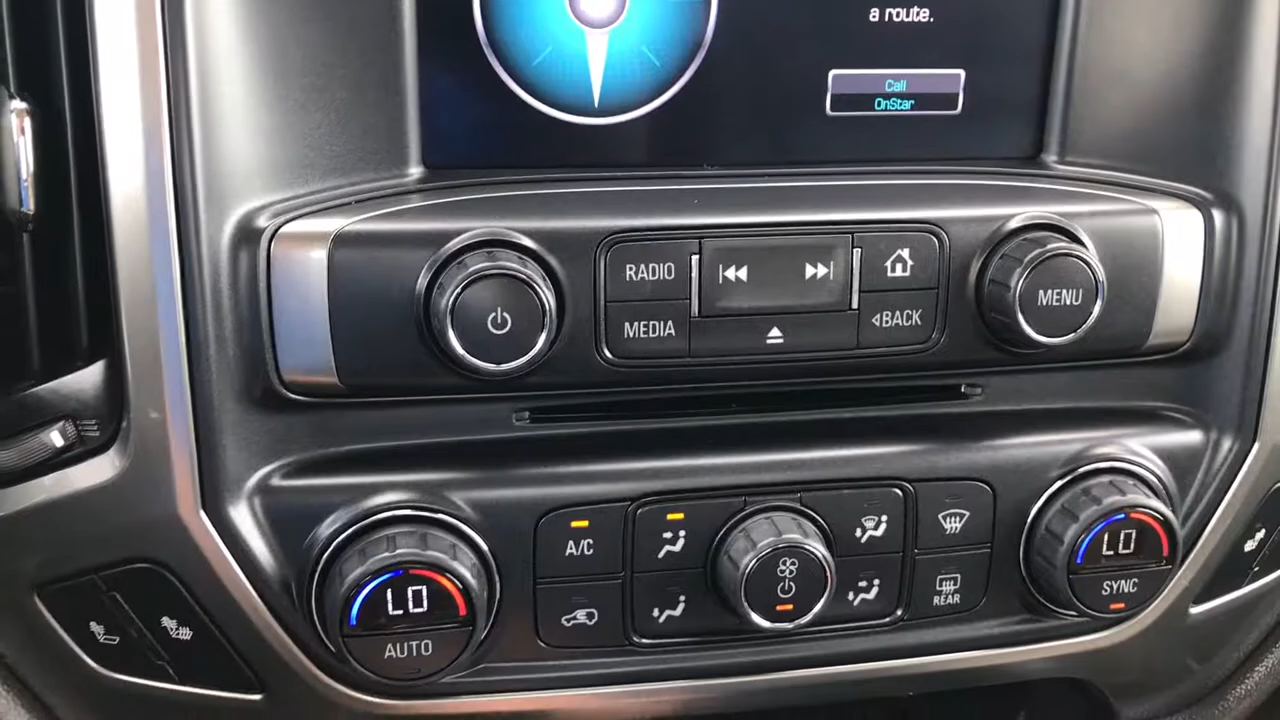 a route.
Call
OnStar
RADIO
MEDIA
BACK
MENU
A/C
REAR
LO
AUTO
LO
SYNC